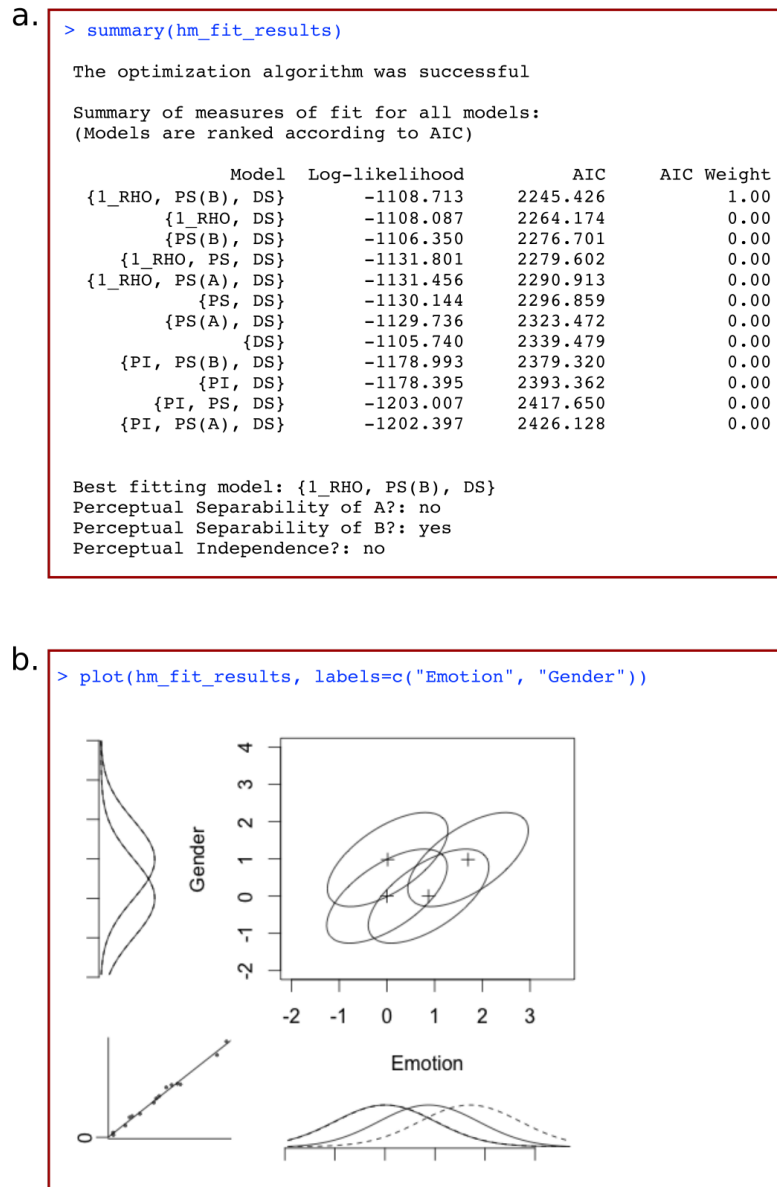 a.
> summary(hm_fit_results)
The optimization algorithm was successful
Summary of measures of fit for all models:
(Models are ranked according to AIC)
Model Log-likelihood AIC AIC Weight
{1_RHO, PS(B), DS} -1108.713 2245.426 1.00
{1_RHO, DS} -1108.087 2264.174 0.00
{PS(B), DS} -1106.350 2276.701 0.00
{1_RHO, PS, DS} -1131.801 2279.602 0.00
{1_RHO, PS(A), DS} -1131.456 2290.913 0.00
{PS, DS} -1130.144 2296.859 0.00
{PS(A), DS} -1129.736 2323.472 0.00
{DS} -1105.740 2339.479 0.00
{PI, PS(B), DS} -1178.993 2379.320 0.00
{PI, DS} -1178.395 2393.362 0.00
{PI, PS, DS} -1203.007 2417.650 0.00
{PI, PS(A), DS} -1202.397 2426.128 0.00
Best fitting model: {1_RHO, PS(B), DS}
Perceptual Separability of A?: no
Perceptual Separability of B?: yes
Perceptual Independence?: no
b.
> plot(hm_fit_results, labels=c("Emotion", "Gender"))
Gender
4
3
2
1
0
-1
-2
-2 -1 0 1 2 3
Emotion
0